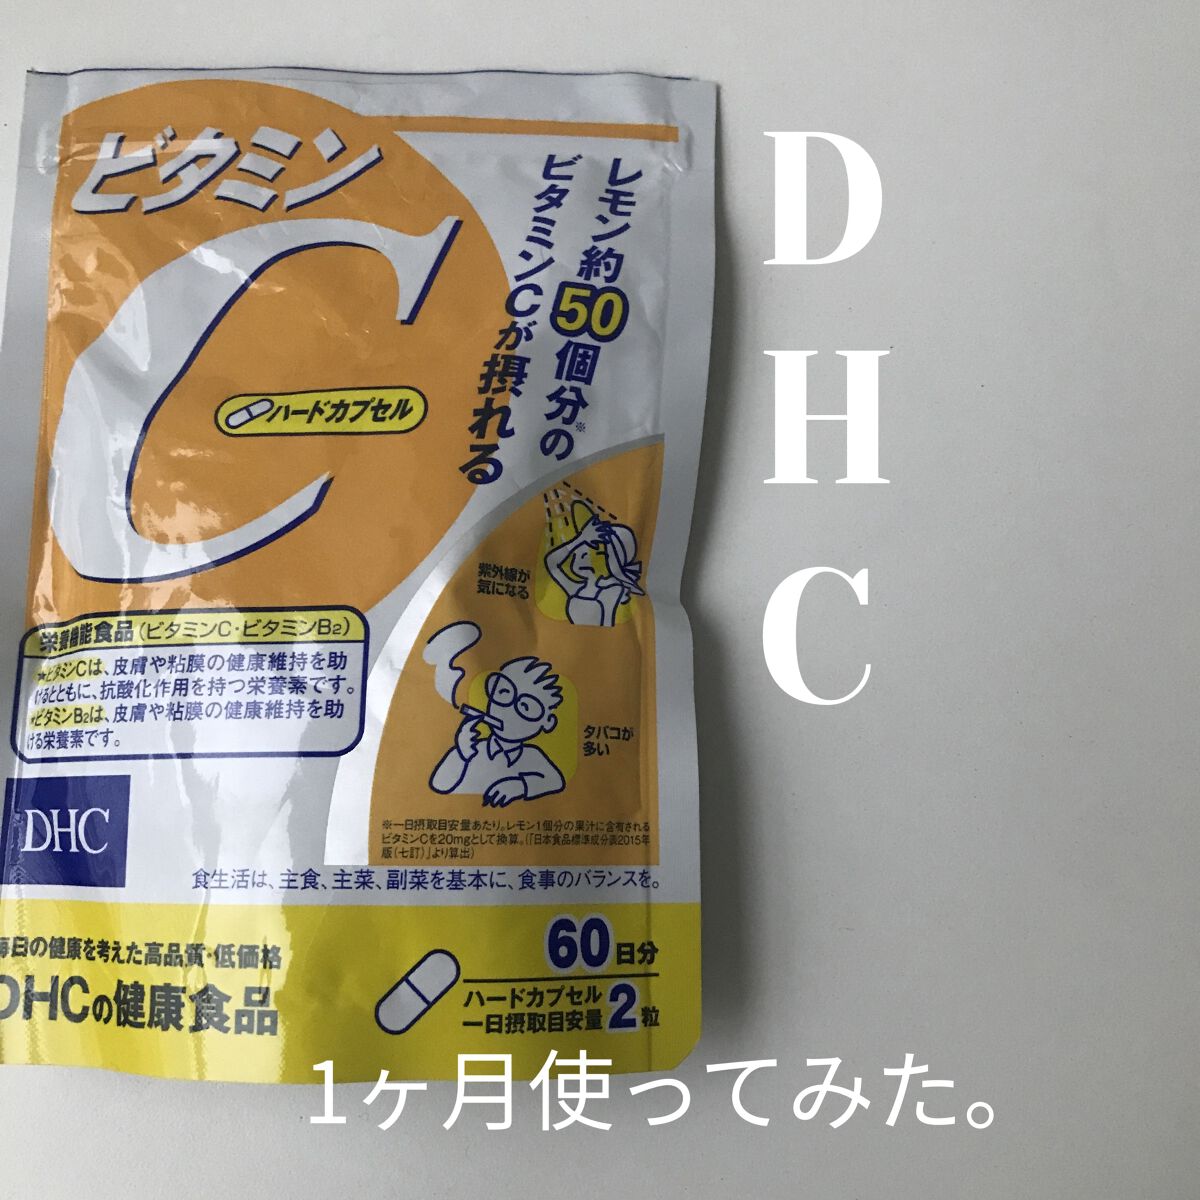 ビタミン
C
ハードカプセル
レモン約50個分の※
ビタミンCが摂れる
紫外線が
気になる
タバコが
多い
栄養機能食品(ビタミンC・ビタミンB2)
★ビタミンCは、皮膚や粘膜の健康維持を助
けるとともに、抗酸化作用を持つ栄養素です。
★ビタミンB2は、皮膚や粘膜の健康維持を助
ける栄養素です。
DHC
※一日摂取目安量あたり。レモン1個分の果汁に含有される
ビタミンCを20mgとして換算。(「日本食品標準成分表2015年
版(七訂)」より算出)
食生活は、主食、主菜、副菜を基本に、食事のバランスを。
毎日の健康を考えた高品質・低価格
DHCの健康食品
60日分
ハードカプセル
一日摂取目安量 2粒
D
H
C
1ヶ月使ってみた。